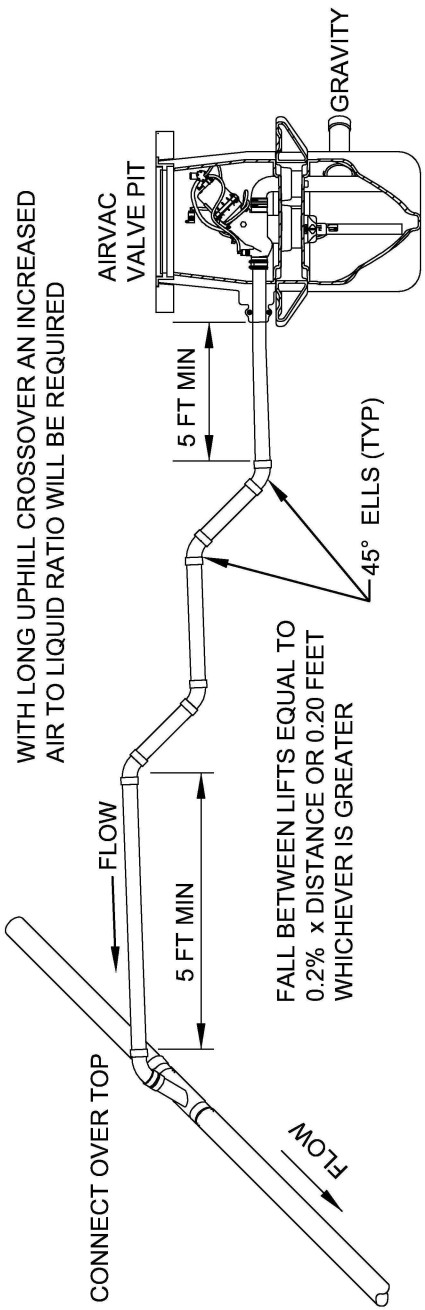 WITH LONG UPHILL CROSSOVER AN INCREASED
AIR TO LIQUID RATIO WILL BE REQUIRED
AIRVAC
VALVE PIT
CONNECT OVER TOP
FLOW
5 FT MIN
5 FT MIN
GRAVITY
45° ELLS (TYP)
FALL BETWEEN LIFTS EQUAL TO
0.2% x DISTANCE OR 0.20 FEET
WHICHEVER IS GREATER
FLOW